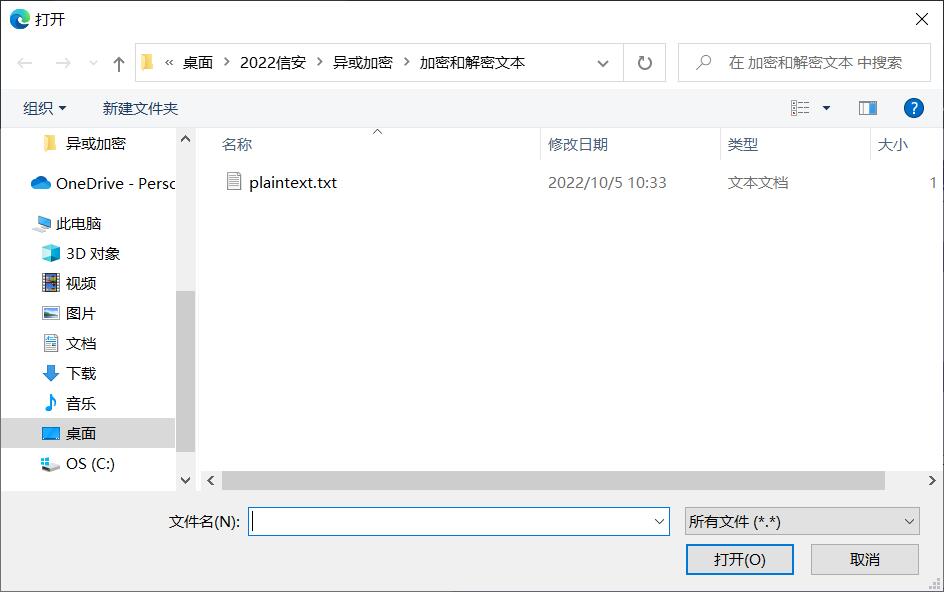 打开
« 桌面 > 2022信安 > 异或加密 > 加密和解密文本
在 加密和解密文本 中搜索
组织
新建文件夹
异或加密
OneDrive - Persc
此电脑
3D 对象
视频
图片
文档
下载
音乐
桌面
OS (C:)
名称 修改日期 类型 大小
plaintext.txt 2022/10/5 10:33 文本文档 1
文件名(N):
所有文件 (*.*)
打开(O)
取消